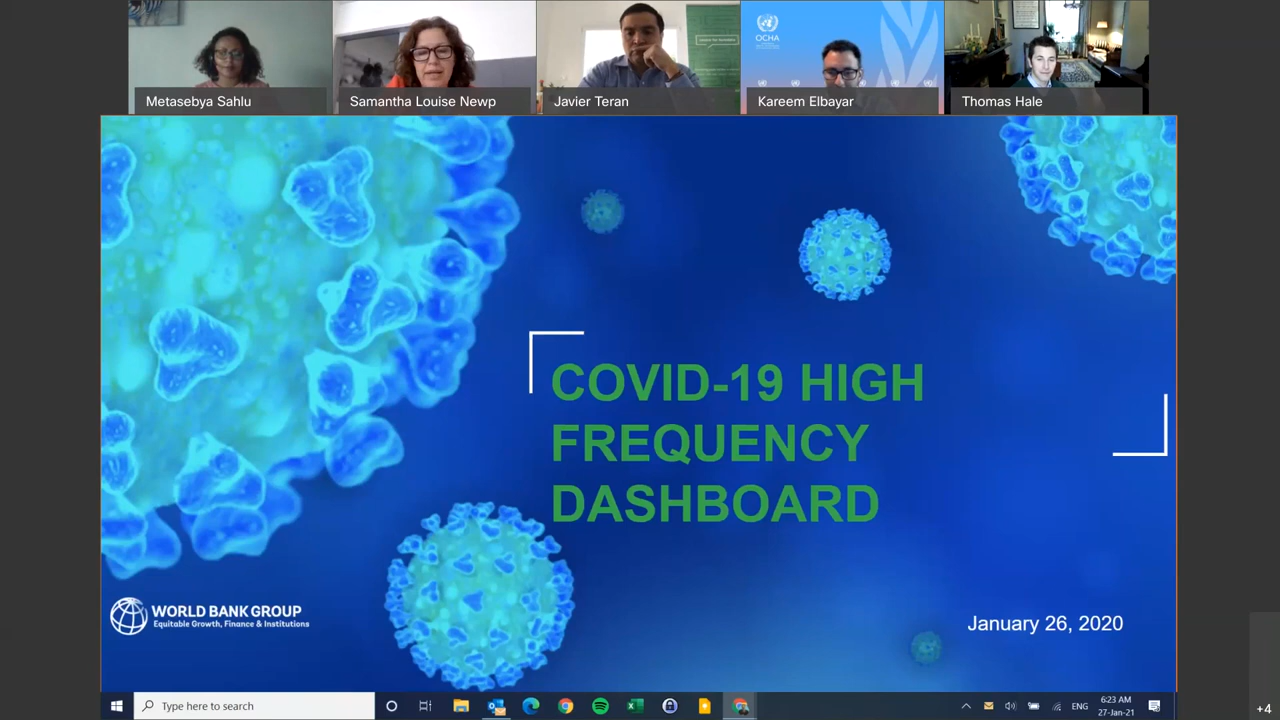 OCHA
Metasebya Sahlu
Samantha Louise Newp
Javier Teran
Kareem Elbayar
Thomas Hale
COVID-19 HIGH
FREQUENCY
DASHBOARD
WORLD BANK GROUP
Equitable Growth, Finance & Institutions
January 26, 2020
Type here to search
ENG
6:23 AM
27-Jan-21
+4